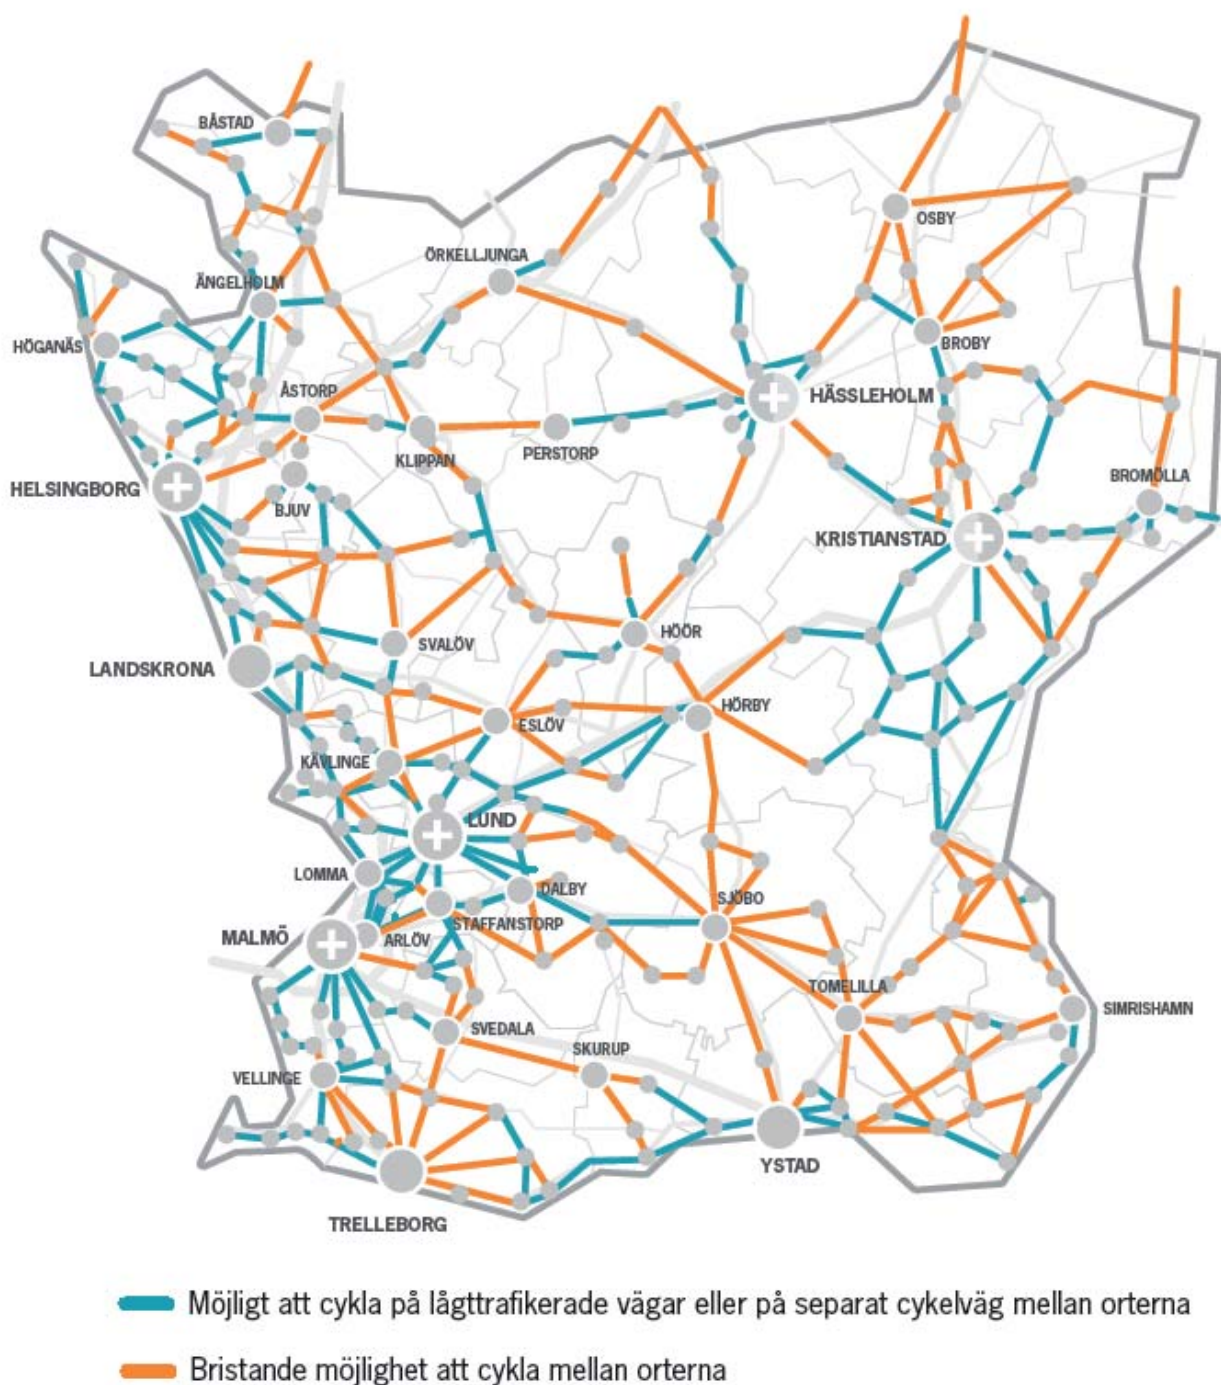 BÅSTAD
OSBY
ÖRKELLJUNGA
ÄNGELHOLM
HÖGANÄS
BROBY
ÅSTORP
HÄSSLEHOLM
KLIPPAN
PERSTORP
BROMÖLLA
HELSINGBORG
BJUV
KRISTIANSTAD
HÖÖR
SVALÖV
LANDSKRONA
HÖRBY
ESLÖV
KÄVLINGE
LUND
LOMMA
DALBY
SJÖBO
STAFFANSTORP
MALMÖ
ARLÖV
TOMELILLA
SIMRISHAMN
SVEDALA
SKURUP
VELLINGE
YSTAD
TRELLEBORG
Möjligt att cykla på lågttrafikerade vägar eller på separat cykelväg mellan orterna
Bristande möjlighet att cykla mellan orterna